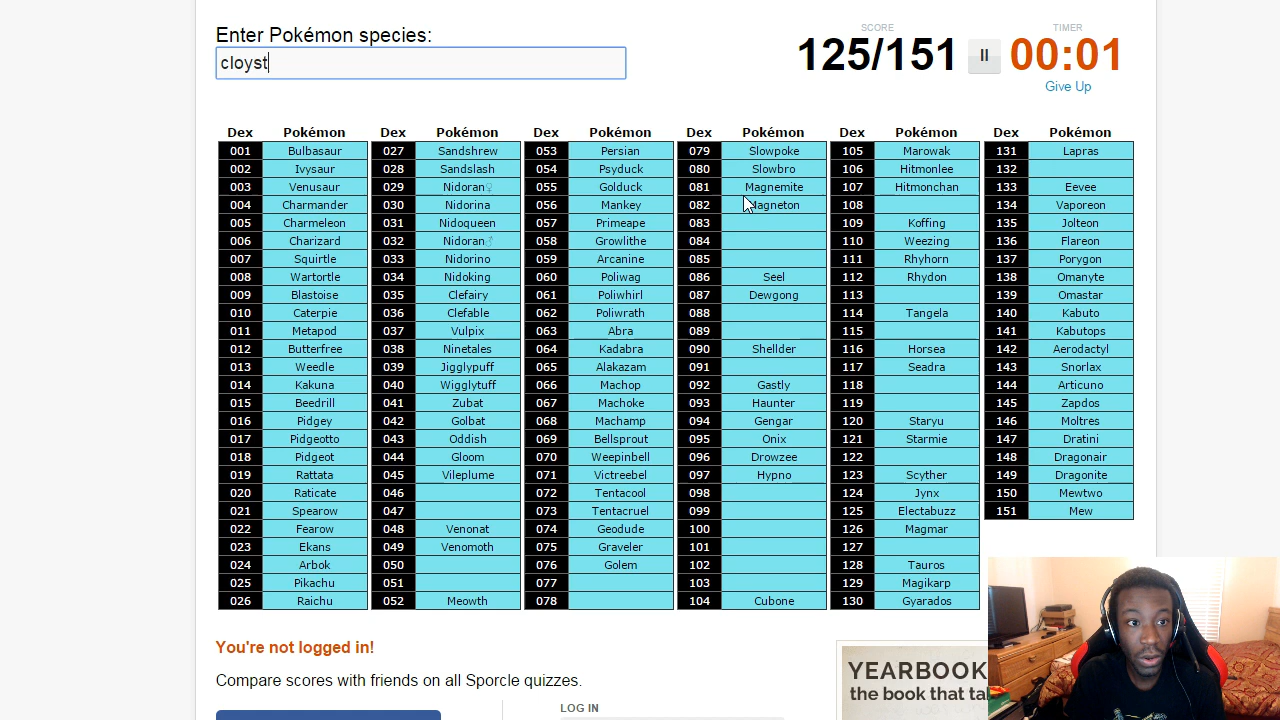 Enter Pokémon species:
cloyst
SCORE
125/151
TIMER
00:01
Give Up
Dex Pokémon Dex Pokémon Dex Pokémon Dex Pokémon Dex Pokémon Dex Pokémon
001 Bulbasaur 027 Sandshrew 053 Persian 079 Slowpoke 105 Marowak 131 Lapras
002 Ivysaur 028 Sandslash 054 Psyduck 080 Slowbro 106 Hitmonlee 132
003 Venusaur 029 Nidoran♀ 055 Golduck 081 Magnemite 107 Hitmonchan 133 Eevee
004 Charmander 030 Nidorina 056 Mankey 082 Magneton 108 134 Vaporeon
005 Charmeleon 031 Nidoqueen 057 Primeape 083 109 Koffing 135 Jolteon
006 Charizard 032 Nidoran♂ 058 Growlithe 084 110 Weezing 136 Flareon
007 Squirtle 033 Nidorino 059 Arcanine 085 111 Rhyhorn 137 Porygon
008 Wartortle 034 Nidoking 060 Poliwag 086 Seel 112 Rhydon 138 Omanyte
009 Blastoise 035 Clefairy 061 Poliwhirl 087 Dewgong 113 139 Omastar
010 Caterpie 036 Clefable 062 Poliwrath 088 114 Tangela 140 Kabuto
011 Metapod 037 Vulpix 063 Abra 089 115 141 Kabutops
012 Butterfree 038 Ninetales 064 Kadabra 090 Shellder 116 Horsea 142 Aerodactyl
013 Weedle 039 Jigglypuff 065 Alakazam 091 117 Seadra 143 Snorlax
014 Kakuna 040 Wigglytuff 066 Machop 092 Gastly 118 144 Articuno
015 Beedrill 041 Zubat 067 Machoke 093 Haunter 119 145 Zapdos
016 Pidgey 042 Golbat 068 Machamp 094 Gengar 120 Staryu 146 Moltres
017 Pidgeotto 043 Oddish 069 Bellsprout 095 Onix 121 Starmie 147 Dratini
018 Pidgeot 044 Gloom 070 Weepinbell 096 Drowzee 122 148 Dragonair
019 Rattata 045 Vileplume 071 Victreebel 097 Hypno 123 Scyther 149 Dragonite
020 Raticate 046 072 Tentacool 098 124 Jynx 150 Mewtwo
021 Spearow 047 073 Tentacruel 099 125 Electabuzz 151 Mew
022 Fearow 048 Venonat 074 Geodude 100 126 Magmar
023 Ekans 049 Venomoth 075 Graveler 101 127
024 Arbok 050 076 Golem 102 128 Tauros
025 Pikachu 051 077 103 129 Magikarp
026 Raichu 052 Meowth 078 104 Cubone 130 Gyarados
You're not logged in!
Compare scores with friends on all Sporcle quizzes.
LOG IN
YEARBOOK
the book that ta